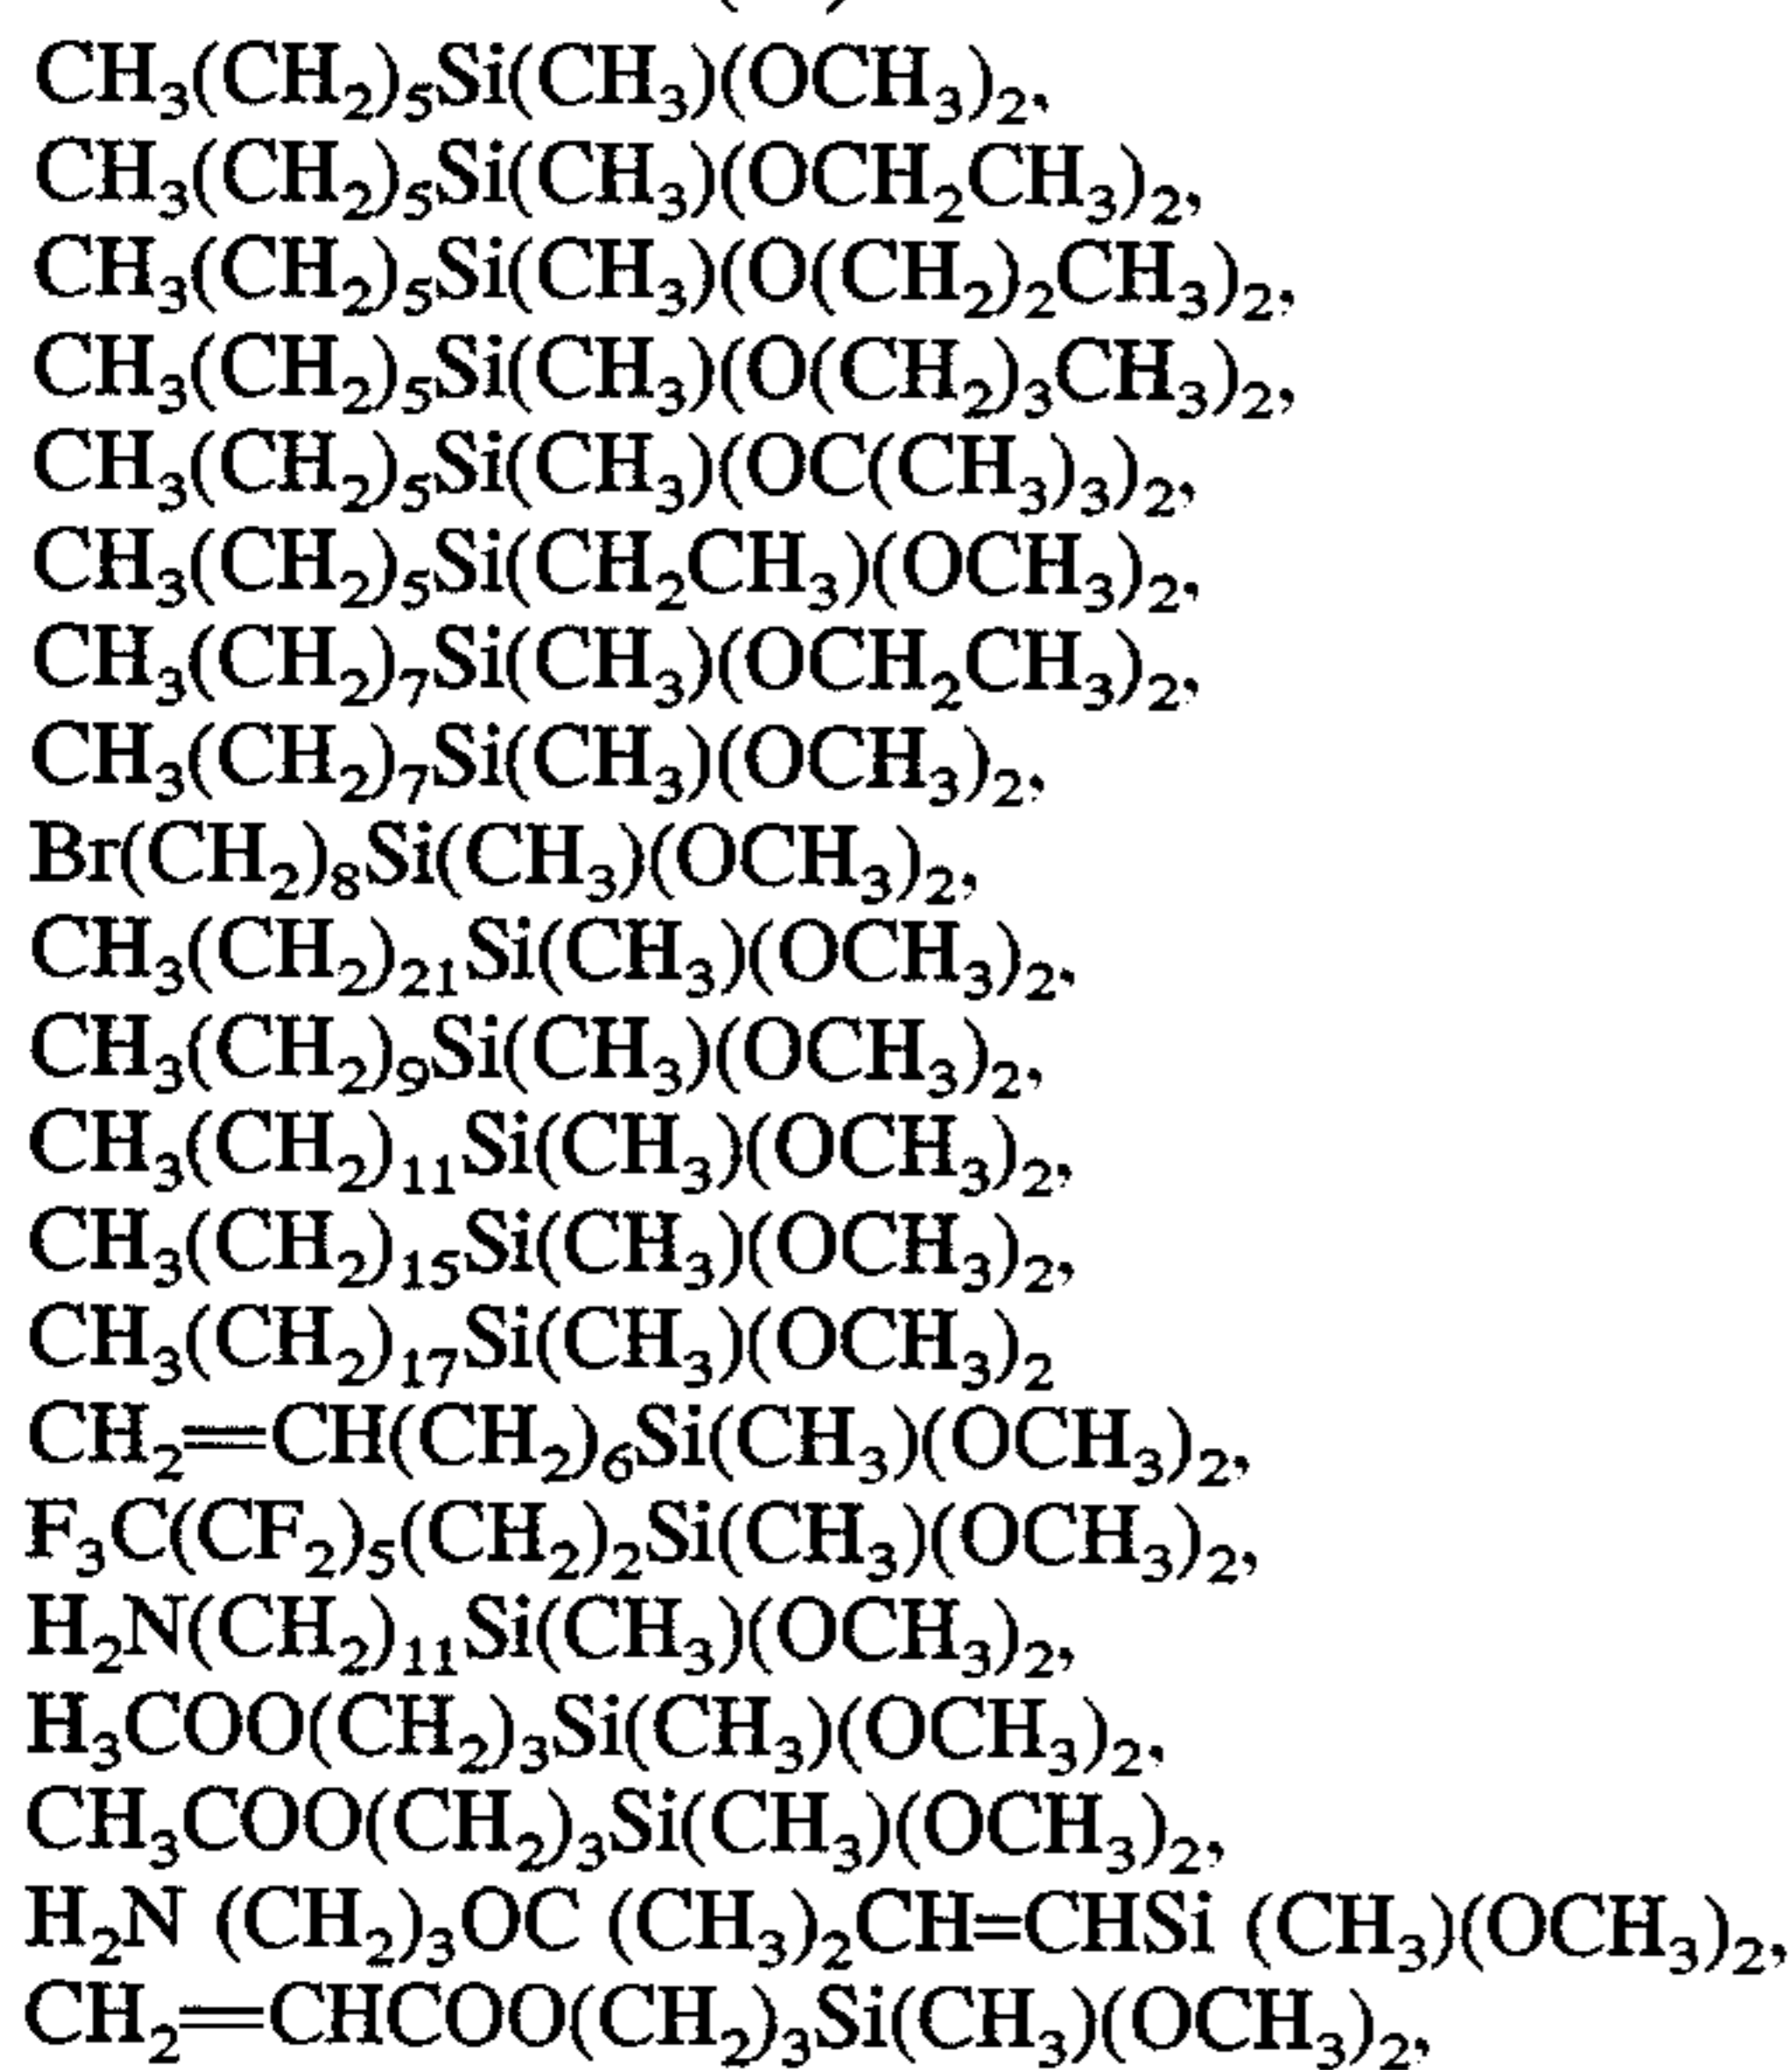 CH₃(CH₂)₅Si(CH₃)(OCH₃)₂,
CH₃(CH₂)₅Si(CH₃)(OCH₂CH₃)₂,
CH₃(CH₂)₅Si(CH₃)(O(CH₂)₂CH₃)₂,
CH₃(CH₂)₅Si(CH₃)(O(CH₂)₃CH₃)₂,
CH₃(CH₂)₅Si(CH₃)(OC(CH₃)₃)₂,
CH₃(CH₂)₅Si(CH₂CH₃)(OCH₃)₂,
CH₃(CH₂)₇Si(CH₃)(OCH₂CH₃)₂,
CH₃(CH₂)₇Si(CH₃)(OCH₃)₂,
Br(CH₂)₈Si(CH₃)(OCH₃)₂,
CH₃(CH₂)₂₁Si(CH₃)(OCH₃)₂,
CH₃(CH₂)₉Si(CH₃)(OCH₃)₂,
CH₃(CH₂)₁₁Si(CH₃)(OCH₃)₂,
CH₃(CH₂)₁₅Si(CH₃)(OCH₃)₂,
CH₃(CH₂)₁₇Si(CH₃)(OCH₃)₂
CH₂=CH(CH₂)₆Si(CH₃)(OCH₃)₂,
F₃C(CF₂)₅(CH₂)₂Si(CH₃)(OCH₃)₂,
H₂N(CH₂)₁₁Si(CH₃)(OCH₃)₂,
H₃COO(CH₂)₃Si(CH₃)(OCH₃)₂,
CH₃COO(CH₂)₃Si(CH₃)(OCH₃)₂,
H₂N (CH₂)₃OC (CH₃)₂CH=CHSi (CH₃)(OCH₃)₂,
CH₂=CHCOO(CH₂)₃Si(CH₃)(OCH₃)₂,